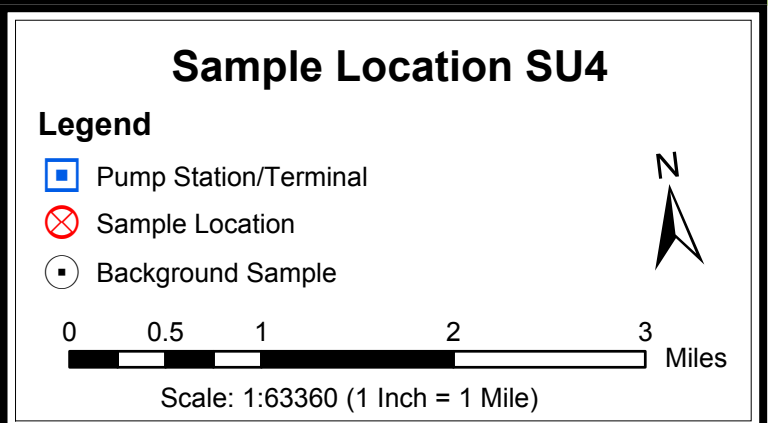 Sample Location SU4
Legend
Pump Station/Terminal
N
Sample Location
Background Sample
0 0.5 1 2 3
Miles
Scale: 1:63360 (1 Inch = 1 Mile)